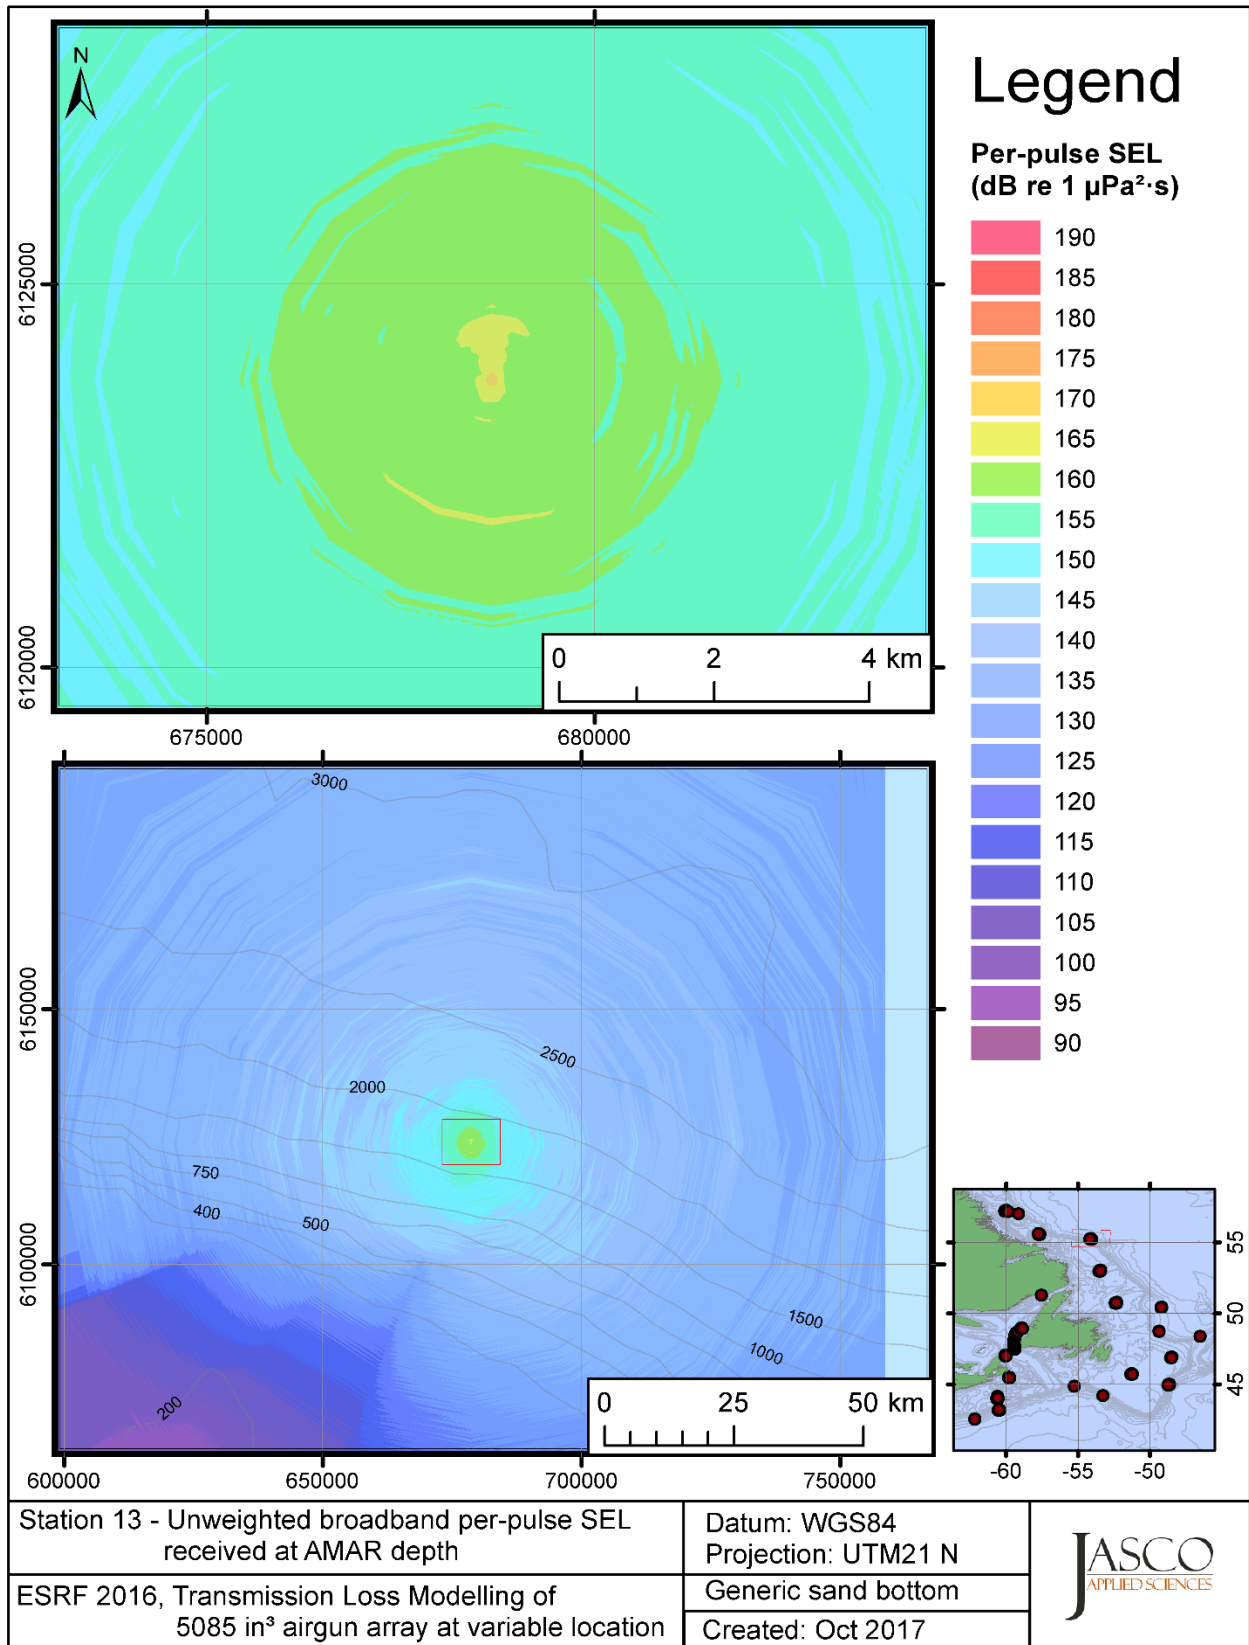 N
6125000
6120000
0 2 4 km
675000 680000
Legend
Per-pulse SEL
(dB re 1 µPa²·s)
190
185
180
175
170
165
160
155
150
145
140
135
130
125
120
115
110
105
100
95
90
3000
2500
2000
750
400
500
1500
1000
200
6150000
6100000
0 25 50 km
600000 650000 700000 750000
55
50
45
-60 -55 -50
Station 13 - Unweighted broadband per-pulse SEL
received at AMAR depth
ESRF 2016, Transmission Loss Modelling of
5085 in³ airgun array at variable location
Datum: WGS84
Projection: UTM21 N
Generic sand bottom
Created: Oct 2017
JASCO
APPLIED SCIENCES